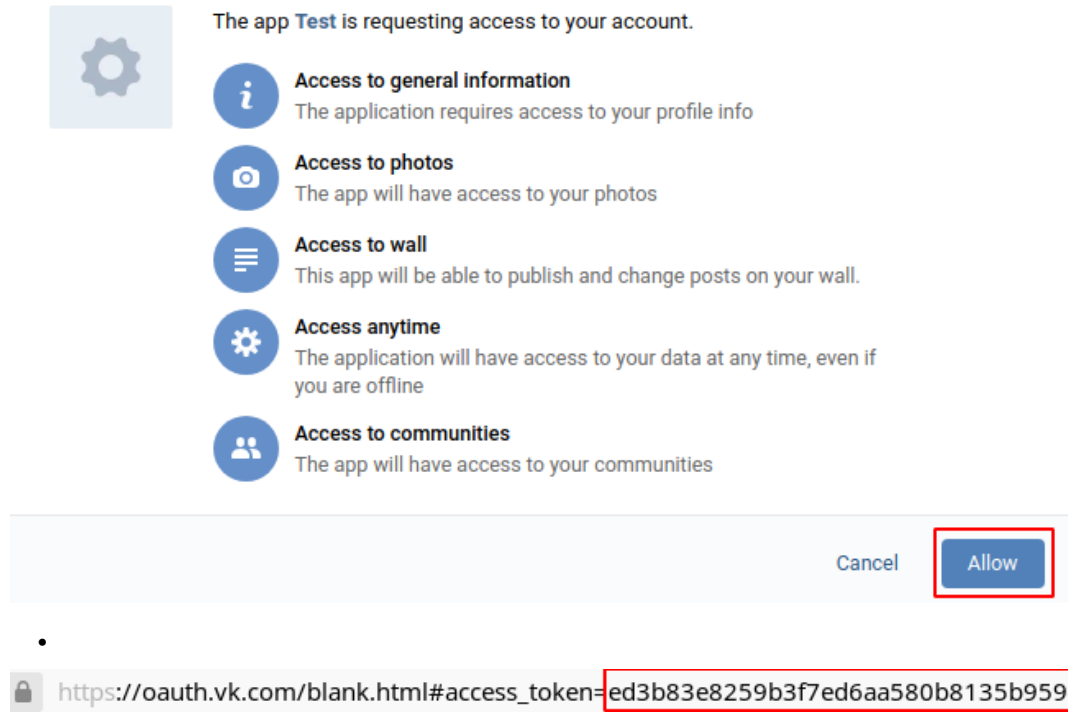 The app Test is requesting access to your account.
Access to general information
The application requires access to your profile info
Access to photos
The app will have access to your photos
Access to wall
This app will be able to publish and change posts on your wall.
Access anytime
The application will have access to your data at any time, even if
you are offline
Access to communities
The app will have access to your communities
Cancel Allow
https://oauth.vk.com/blank.html#access_token=ed3b83e8259b3f7ed6aa580b8135b959